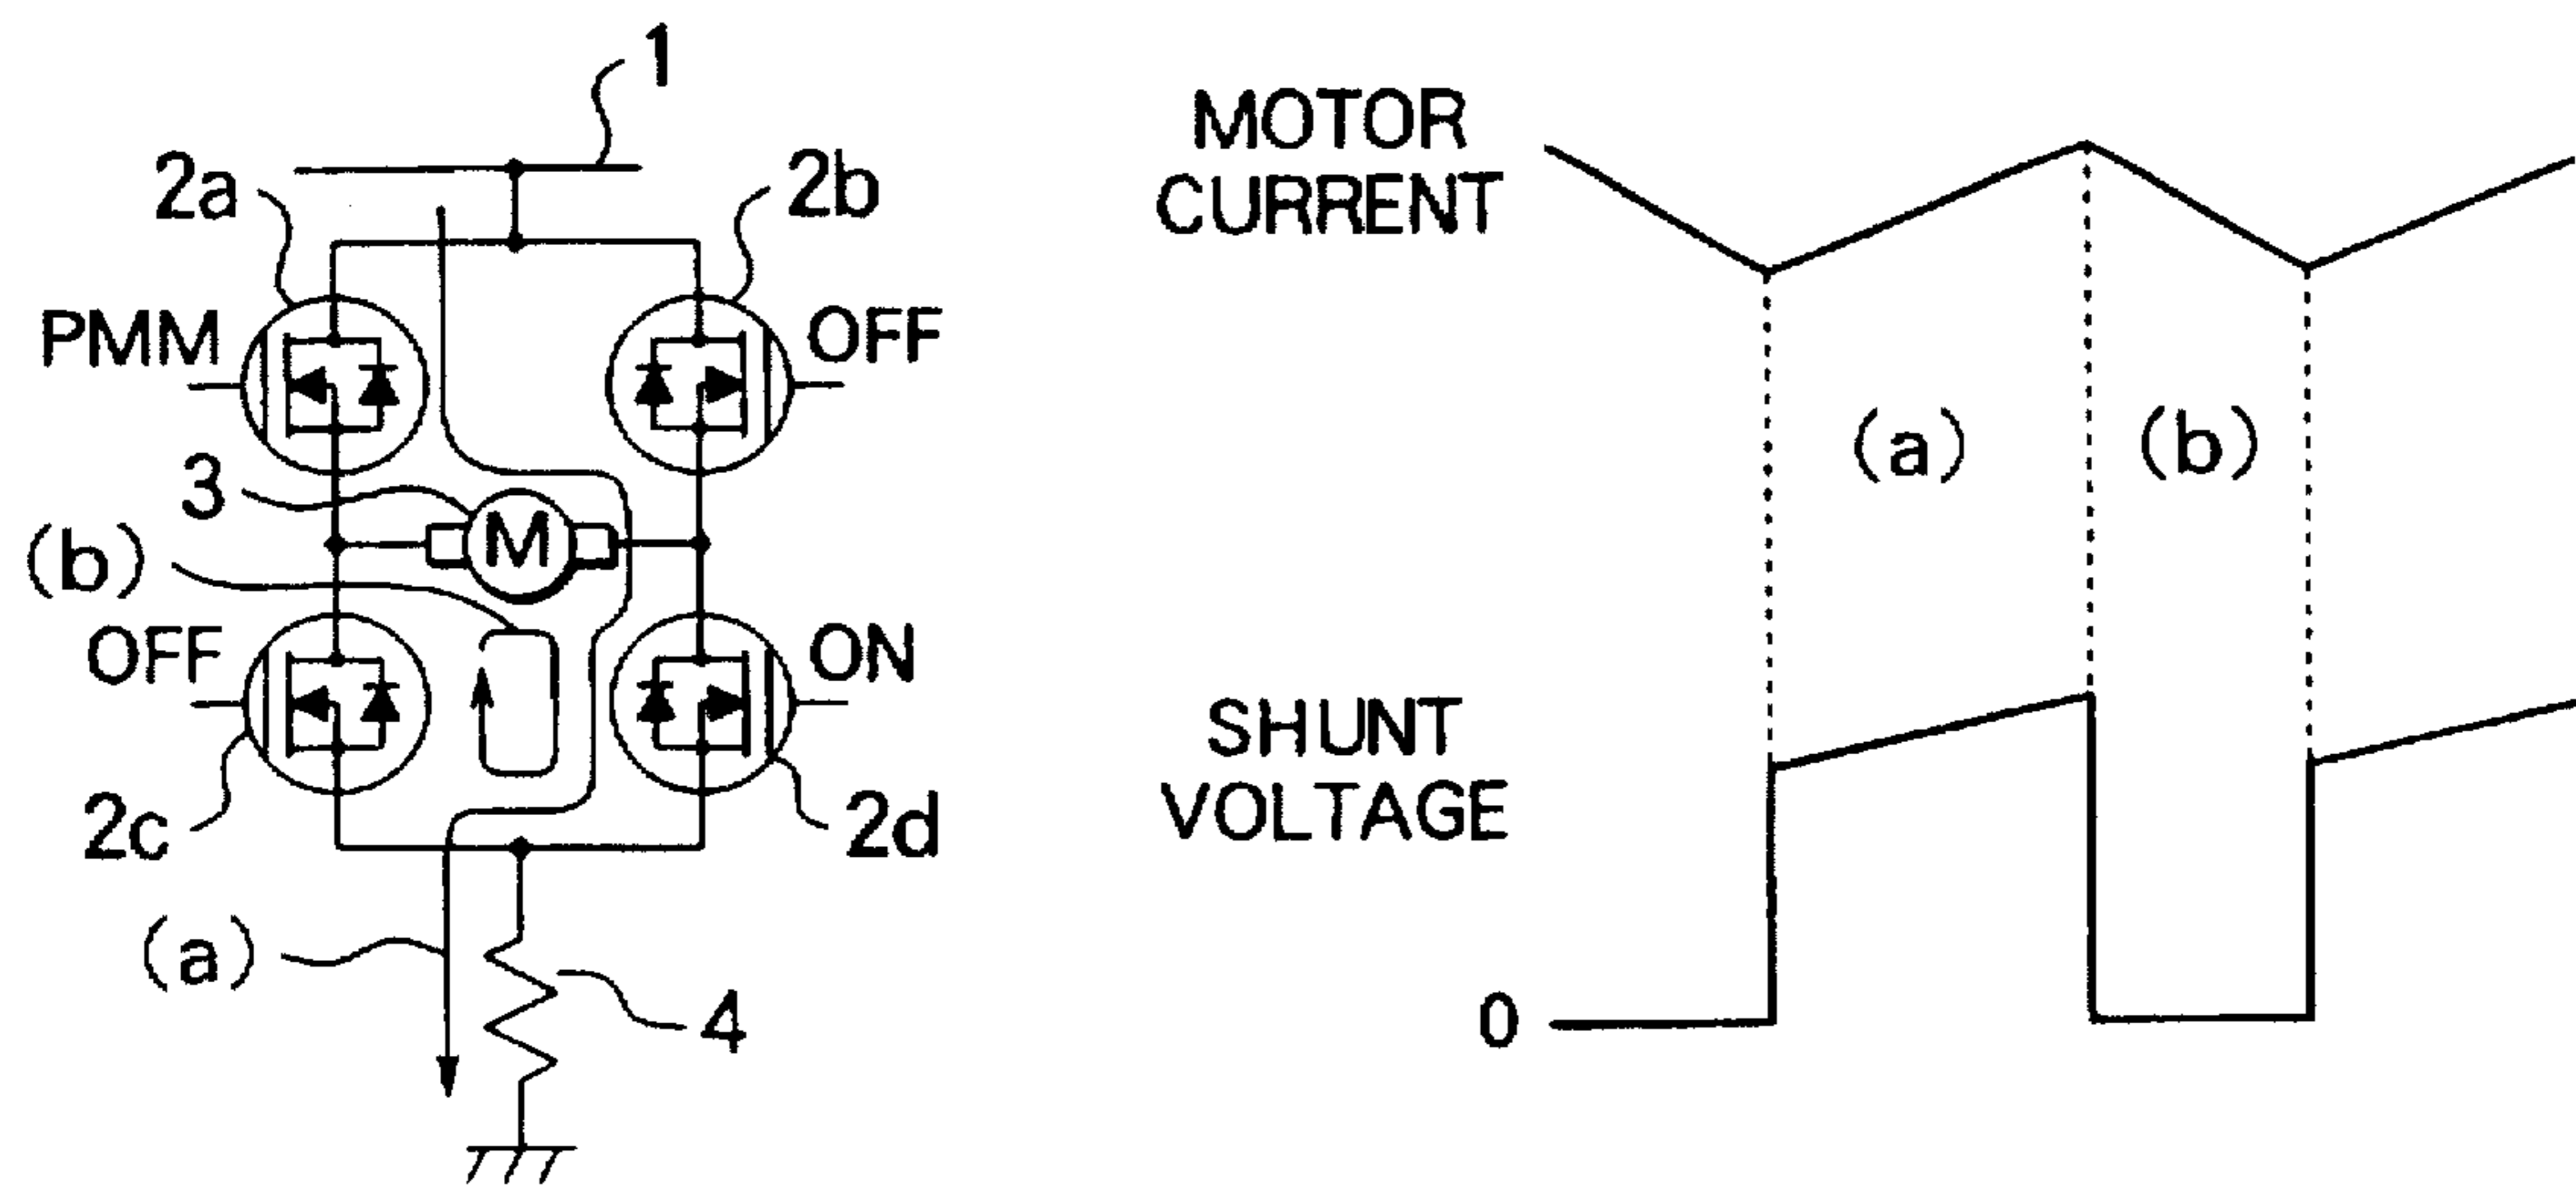 1
2a
2b
PMM
OFF
3
M
(b)
OFF
ON
2c
2d
(a)
4
MOTOR
CURRENT
(a)
(b)
SHUNT
VOLTAGE
0